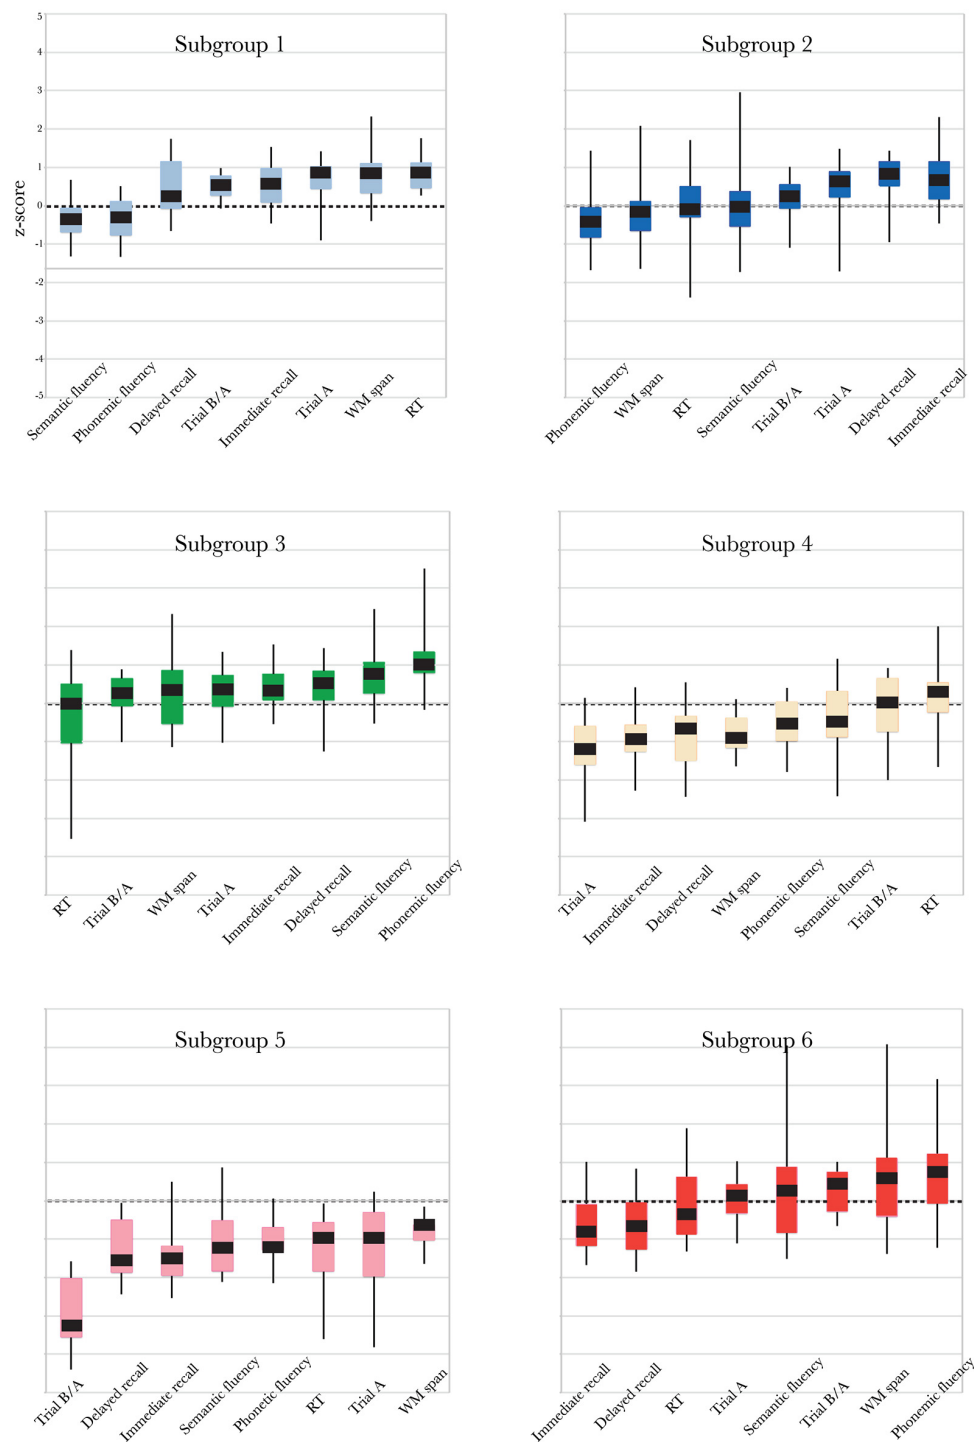 Subgroup 1
Subgroup 2
z-score
5
4
3
2
1
0
-1
-2
-3
-4
-5
Semantic fluency
Phonemic fluency
Delayed recall
Trial B/A
Immediate recall
Trial A
WM span
RT
Phonemic fluency
WM span
RT
Semantic fluency
Trial B/A
Trial A
Delayed recall
Immediate recall
Subgroup 3
Subgroup 4
RT
Trial B/A
WM span
Trial A
Immediate recall
Delayed recall
Semantic fluency
Phonemic fluency
Trial A
Immediate recall
Delayed recall
WM span
Phonemic fluency
Semantic fluency
Trial B/A
RT
Subgroup 5
Subgroup 6
Trial B/A
Delayed recall
Immediate recall
Semantic fluency
Phonetic fluency
RT
Trial A
WM span
Immediate recall
Delayed recall
RT
Trial A
Semantic fluency
Trial B/A
WM span
Phonemic fluency